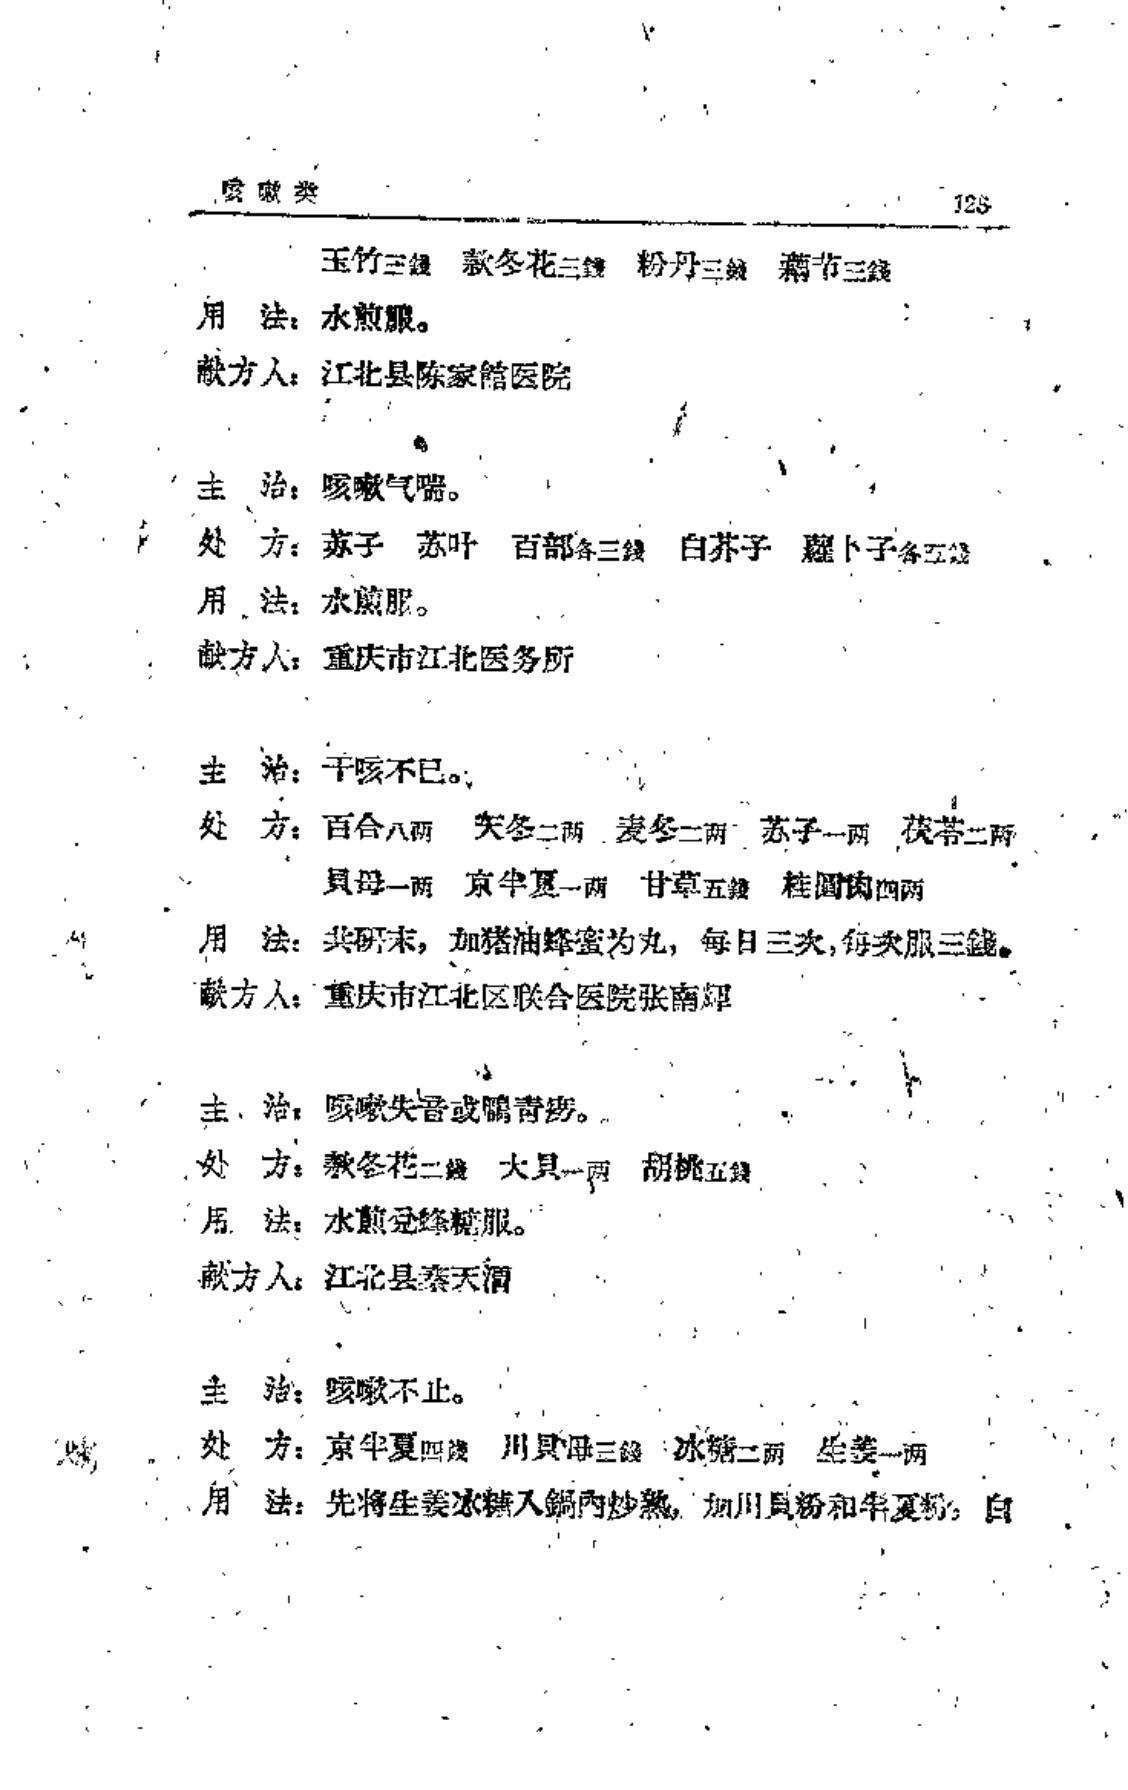 咳嗽类
玉竹三錢 款冬花三錢 粉丹三錢 藕节三錢
用 法：水煎服。
献方人：江北县陈家館医院
主 治：咳嗽气喘。
处 方：苏子 苏叶 百部各三錢 白芥子 蘿卜子各五錢
用 法：水煎服。
献方人：重庆市江北医务所
主 治：干咳不已。
处 方：百合八两 天冬二两 麦冬二两 苏子一两 茯苓二两
貝母一两 京半夏一两 甘草五錢 桂圓肉四两
用 法：共研末，加猪油蜂蜜为丸，每日三次，每次服三錢。
献方人：重庆市江北区联合医院张南輝
主 治：咳嗽失音或鴨青痧。
处 方：款冬花二錢 大貝一两 胡桃五錢
用 法：水煎兑蜂糖服。
献方人：江北县秦天渭
主 治：咳嗽不止。
处 方：京半夏四錢 川貝母三錢 冰糖二两 生姜一两
用 法：先将生姜冰糖入鍋內炒熟，加川貝粉和半夏粉，白